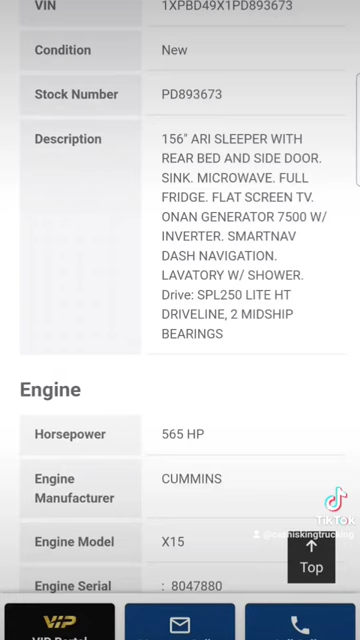 VIN 1XPBD49X1PD893673
Condition New
Stock Number PD893673
Description 156" ARI SLEEPER WITH
REAR BED AND SIDE DOOR.
SINK. MICROWAVE. FULL
FRIDGE. FLAT SCREEN TV.
ONAN GENERATOR 7500 W/
INVERTER. SMARTNAV
DASH NAVIGATION.
LAVATORY W/ SHOWER.
Drive: SPL250 LITE HT
DRIVELINE, 2 MIDSHIP
BEARINGS
Engine
Horsepower 565 HP
Engine
Manufacturer CUMMINS
TikTok
@cashiskingtrucking
Engine Model X15
Top
Engine Serial : 8047880
VIP
VIP Portal